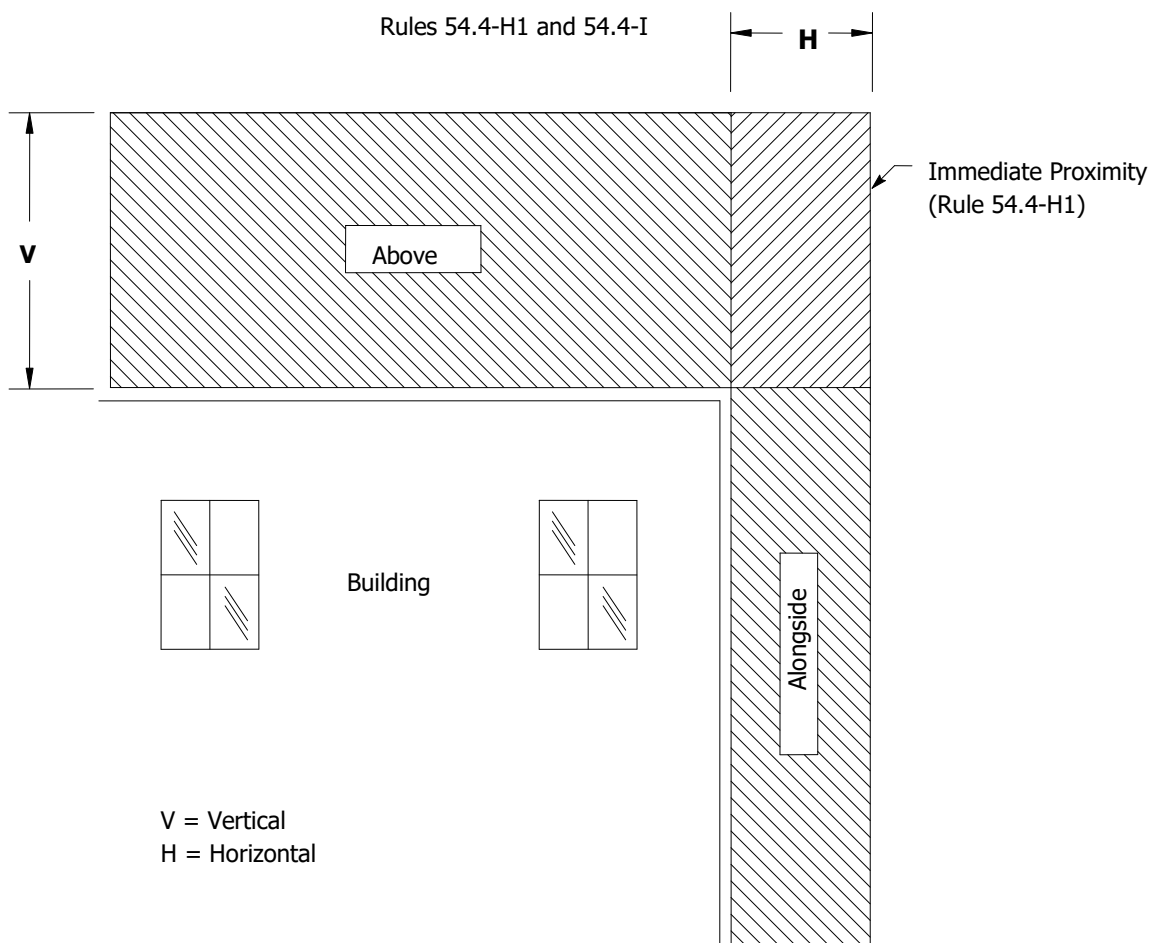 Rules 54.4-H1 and 54.4-I
H
Immediate Proximity
(Rule 54.4-H1)
V
Above
Building
Alongside
V = Vertical
H = Horizontal